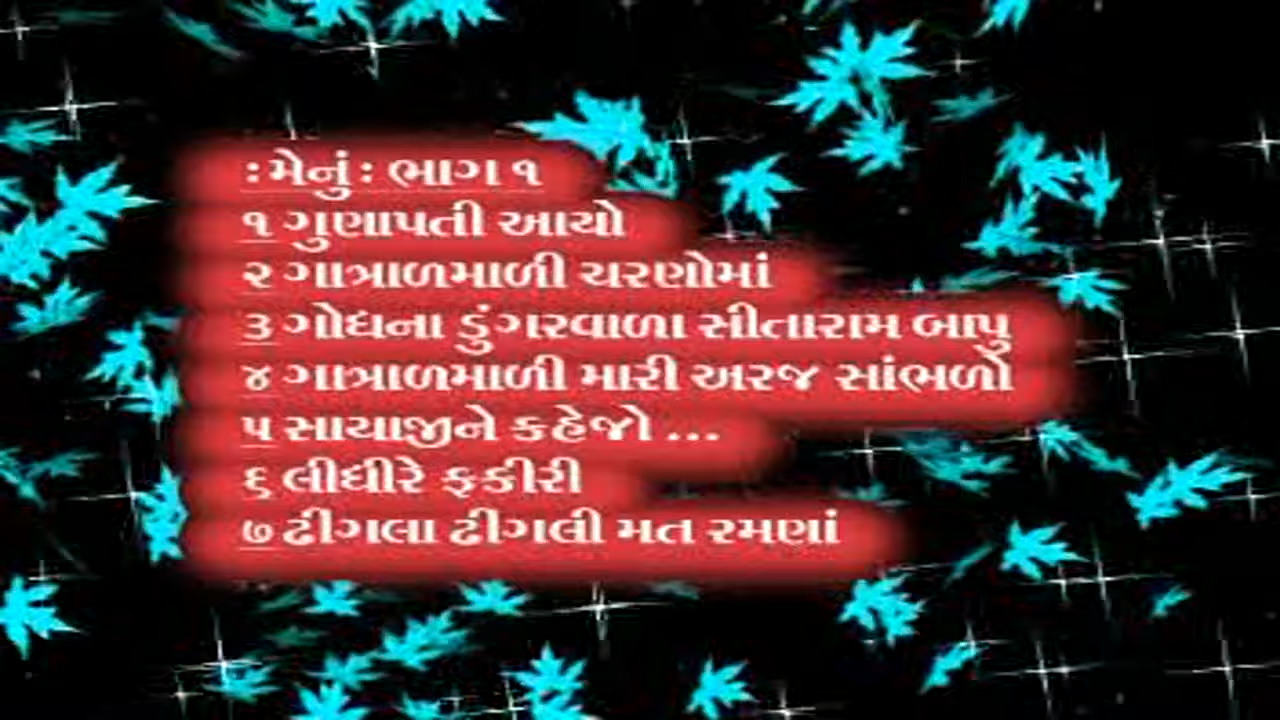 :મેનું: ભાગ ૧
૧ ગુણાપતી આયો
૨ ગાત્રાળમાળી ચરણોમાં
૩ ગોધના ડુંગરવાળા સીતારામ બાપુ
૪ ગાત્રાળમાળી મારી અરજ સાંભળો
૫ સાયાજીને કહેજો ...
૬ લીધીરે ફકીરી
૭ ઢીગલા ઢીગલી મત રમણાં